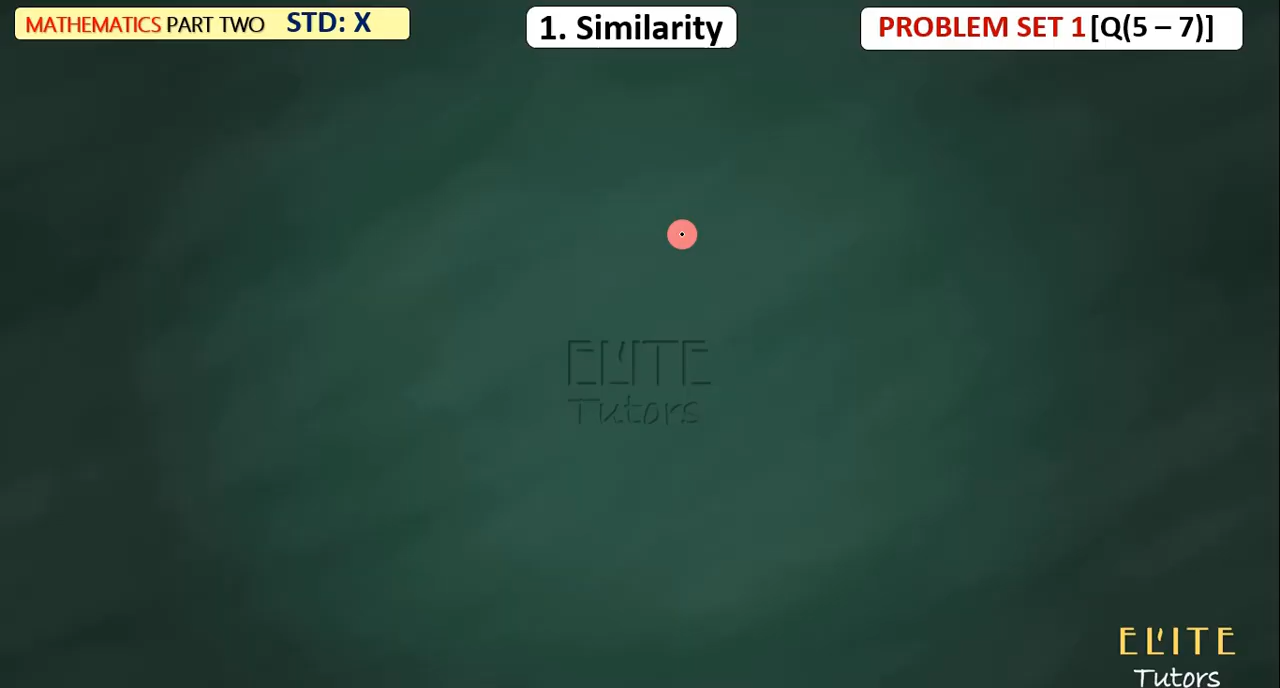 MATHEMATICS PART TWO STD: X
1. Similarity
PROBLEM SET 1 [Q(5 – 7)]
ELITE
Tutors
ELITE
Tutors